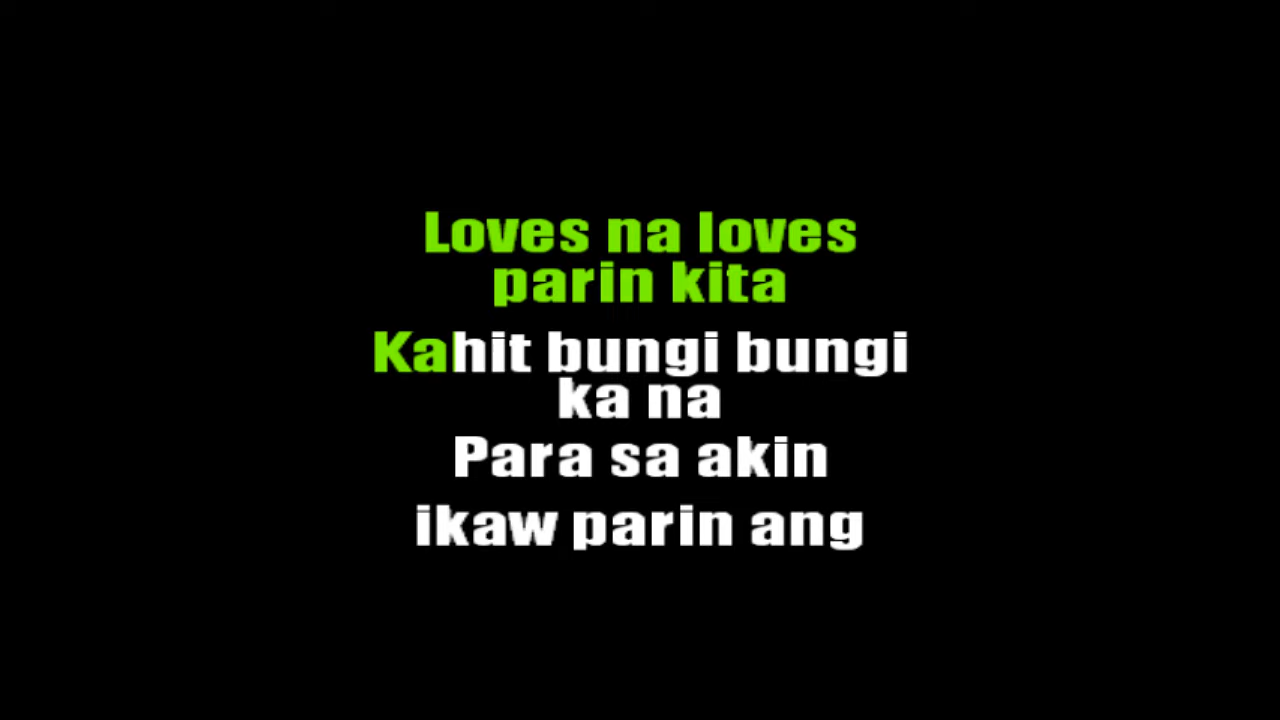 Loves na loves
parin kita
Kahit bungi bungi
ka na
Para sa akin
ikaw parin ang